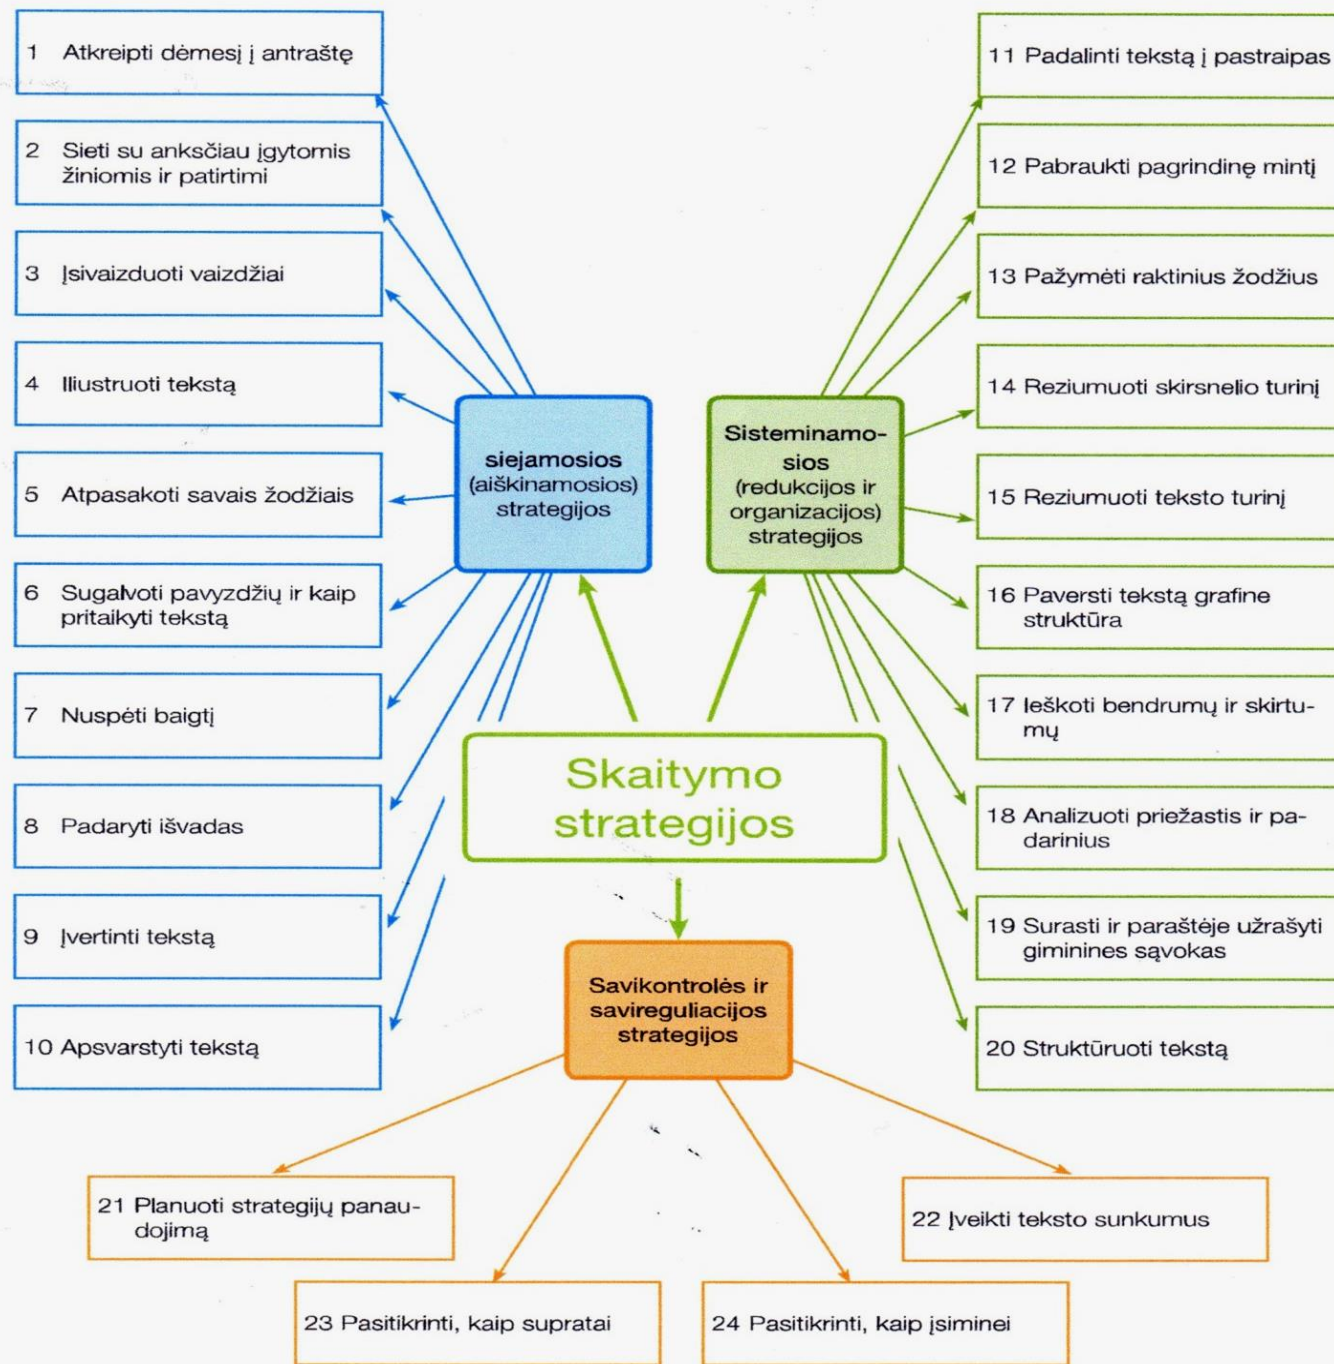 1 Atkreipti dėmesį į antraštę
2 Sieti su anksčiau įgytomis
žiniomis ir patirtimi
3 Įsivaizduoti vaizdžiai
4 Iliustruoti tekstą
5 Atpasakoti savais žodžiais
6 Sugalvoti pavyzdžių ir kaip
pritaikyti tekstą
7 Nuspėti baigtį
8 Padaryti išvadas
9 Įvertinti tekstą
10 Apsvarstyti tekstą
siejamosios
(aiškinamosios)
strategijos
Sisteminamo-
sios
(redukcijos ir
organizacijos)
strategijos
Skaitymo
strategijos
Savikontrolės ir
savireguliacijos
strategijos
11 Padalinti tekstą į pastraipas
12 Pabraukti pagrindinę mintį
13 Pažymėti raktinius žodžius
14 Reziumuoti skirsnelio turinį
15 Reziumuoti teksto turinį
16 Paversti tekstą grafine
struktūra
17 Ieškoti bendrumų ir skirtu-
mų
18 Analizuoti priežastis ir pa-
darinius
19 Surasti ir paraštėje užrašyti
giminines sąvokas
20 Struktūruoti tekstą
21 Planuoti strategijų panau-
dojimą
22 Įveikti teksto sunkumus
23 Pasitikrinti, kaip supratai
24 Pasitikrinti, kaip įsiminei